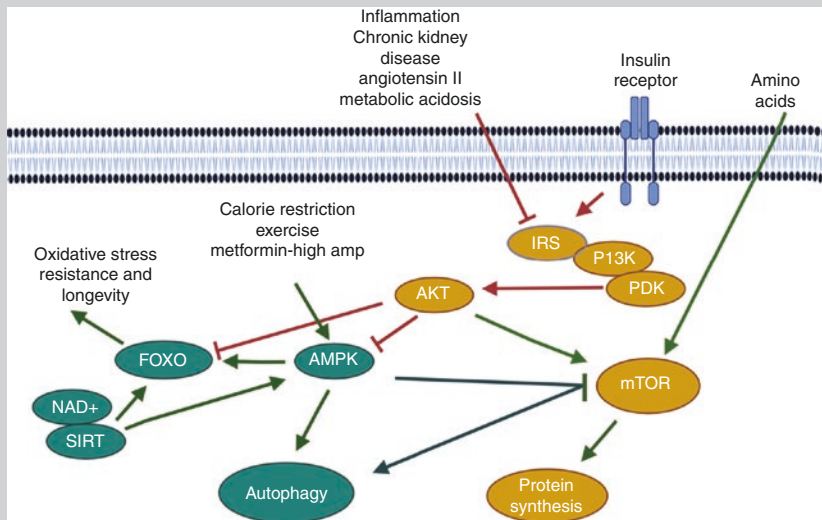 Inflammation
Chronic kidney
disease
angiotensin II
metabolic acidosis
Insulin
receptor
Amino
acids
Calorie restriction
exercise
metformin-high amp
Oxidative stress
resistance and
longevity
IRS
P13K
PDK
AKT
FOXO
AMPK
mTOR
NAD+
SIRT
Autophagy
Protein
synthesis